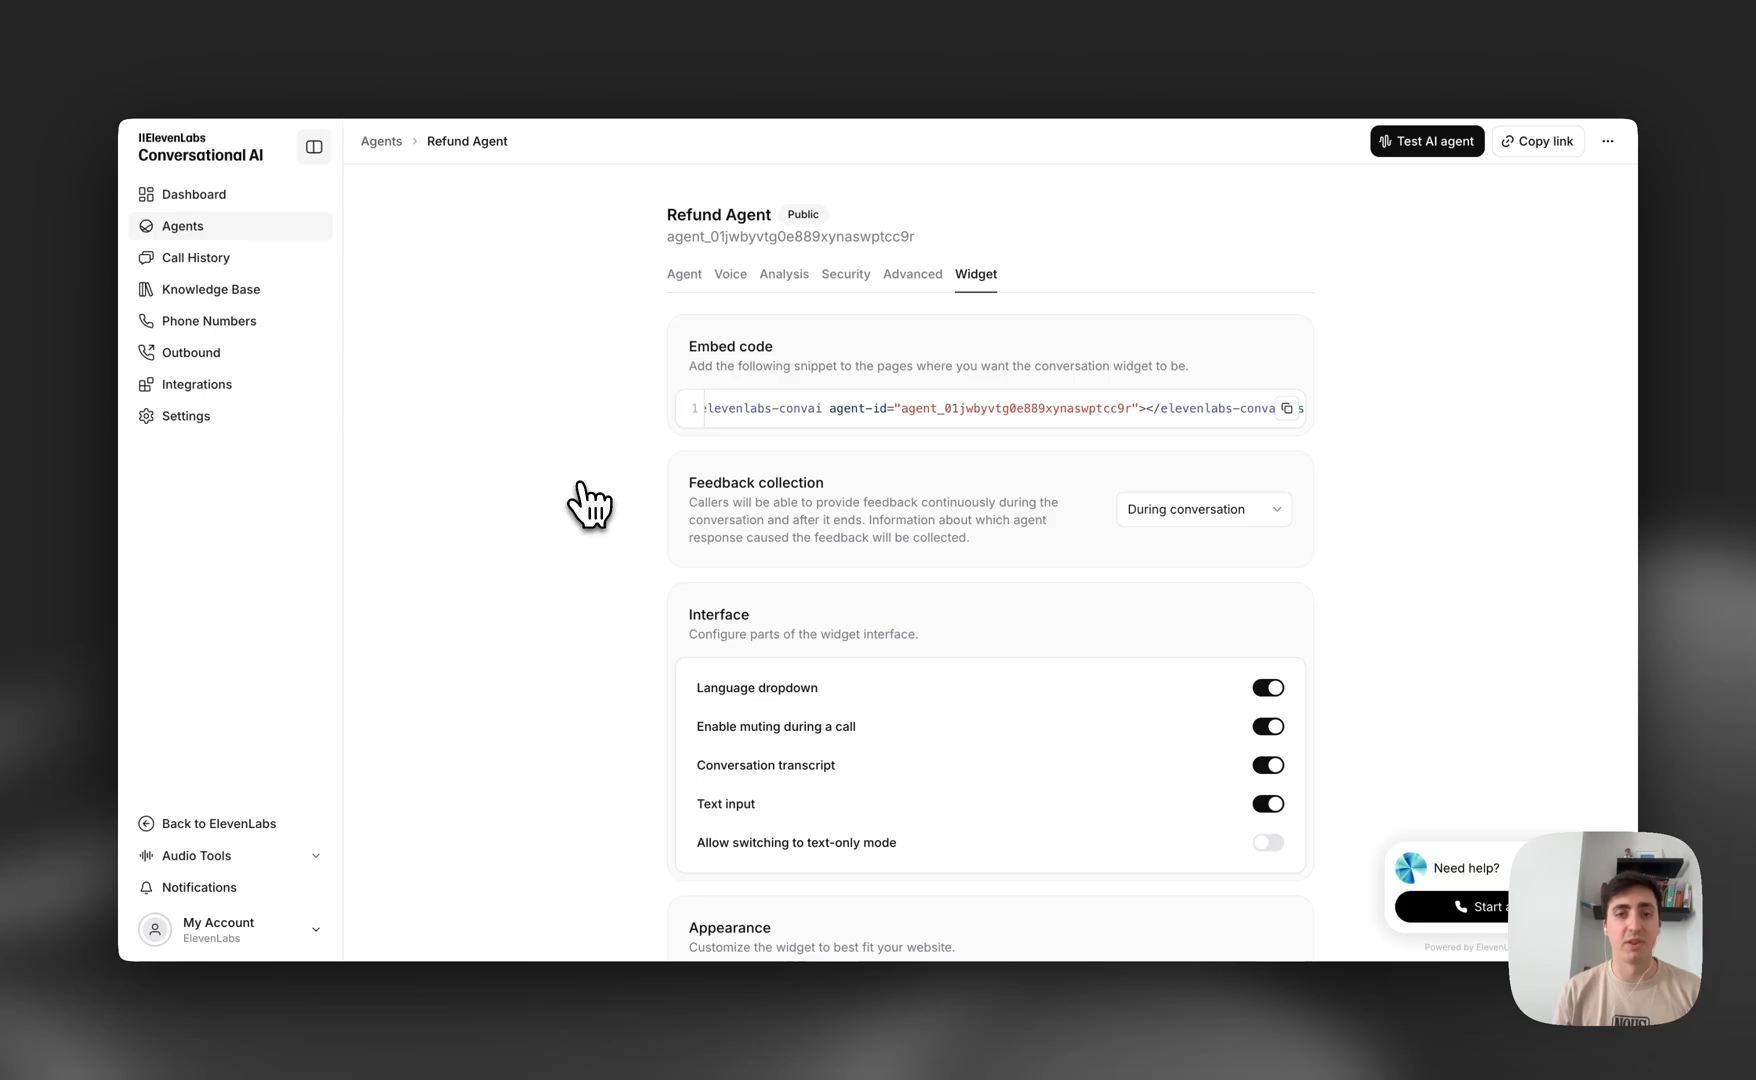 IIElevenLabs
Conversational AI
Dashboard
Agents
Call History
Knowledge Base
Phone Numbers
Outbound
Integrations
Settings
Back to ElevenLabs
Audio Tools
Notifications
My Account
ElevenLabs
Agents › Refund Agent
Test AI agent
Copy link
Refund Agent Public
agent_01jwbyvtg0e889xynaswptcc9r
Agent Voice Analysis Security Advanced Widget
Embed code
Add the following snippet to the pages where you want the conversation widget to be.
1 elevenlabs-convai agent-id="agent_01jwbyvtg0e889xynaswptcc9r"></elevenlabs-conva s
Feedback collection
Callers will be able to provide feedback continuously during the
conversation and after it ends. Information about which agent
response caused the feedback will be collected.
During conversation
Interface
Configure parts of the widget interface.
Language dropdown
Enable muting during a call
Conversation transcript
Text input
Allow switching to text-only mode
Appearance
Customize the widget to best fit your website.
Need help?
Start a
Powered by ElevenL